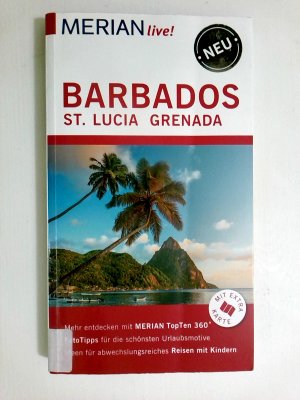 MERIAN live!
NEU
BARBADOS
ST. LUCIA GRENADA
MIT EXTRA
KARTE
Mehr entdecken mit MERIAN TopTen 360°
FotoTipps für die schönsten Urlaubsmotive
Ideen für abwechslungsreiches Reisen mit Kindern